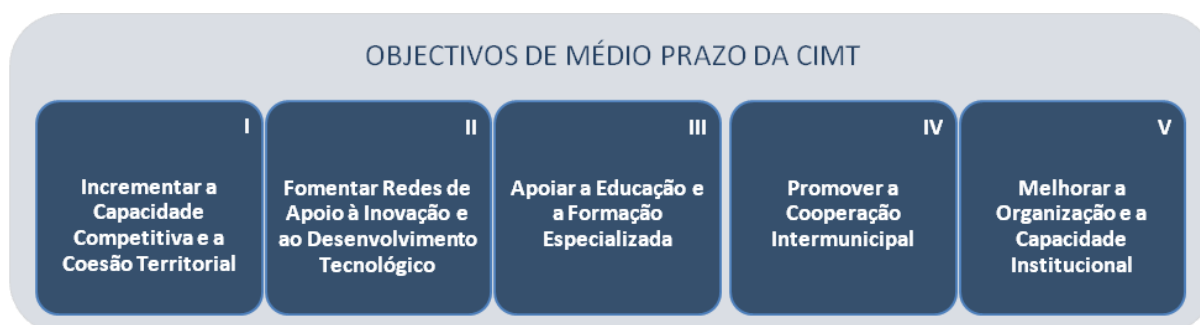 OBJECTIVOS DE MÉDIO PRAZO DA CIMT
I
Incrementar a
Capacidade
Competitiva e a
Coesão Territorial
II
Fomentar Redes de
Apoio à Inovação e
ao Desenvolvimento
Tecnológico
III
Apoiar a Educação e
a Formação
Especializada
IV
Promover a
Cooperação
Intermunicipal
V
Melhorar a
Organização e a
Capacidade
Institucional